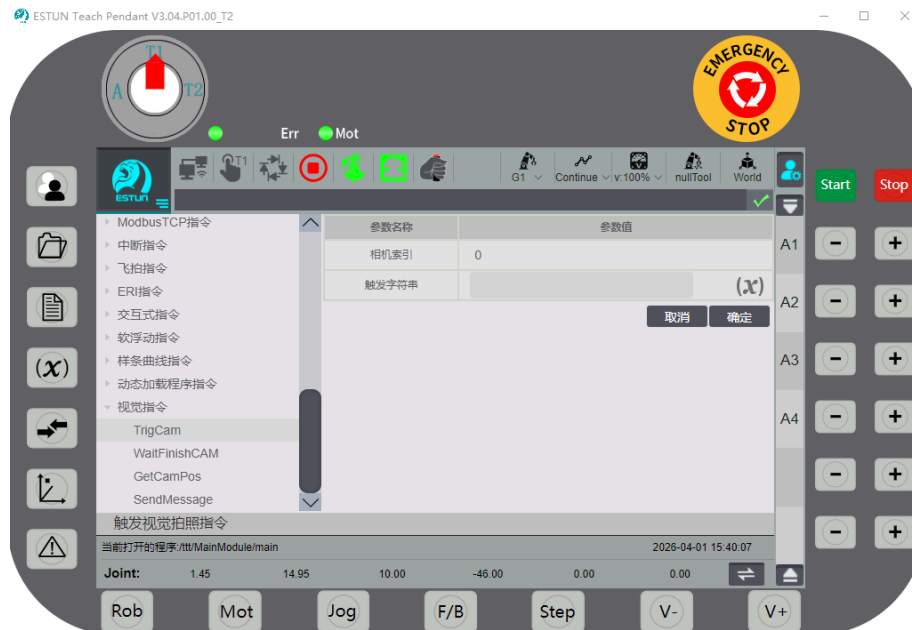 ESTUN Teach Pendant V3.04.P01.00_T2
T1
A
T2
EMERGENCY
STOP
Err
Mot
ESTUN
T1
G1
Continue
v:100%
nullTool
World
Start
Stop
ModbusTCP指令
中断指令
飞拍指令
ERI指令
交互式指令
软浮动指令
样条曲线指令
动态加载程序指令
视觉指令
TrigCam
WaitFinishCAM
GetCamPos
SendMessage
参数名称 参数值
相机索引 0
触发字符串 (x)
取消 确定
A1
A2
A3
A4
(x)
触发视觉拍照指令
当前打开的程序:/ttt/MainModule/main 2026-04-01 15:40:07
Joint: 1.45 14.95 10.00 -46.00 0.00 0.00
Rob Mot Jog F/B Step V- V+